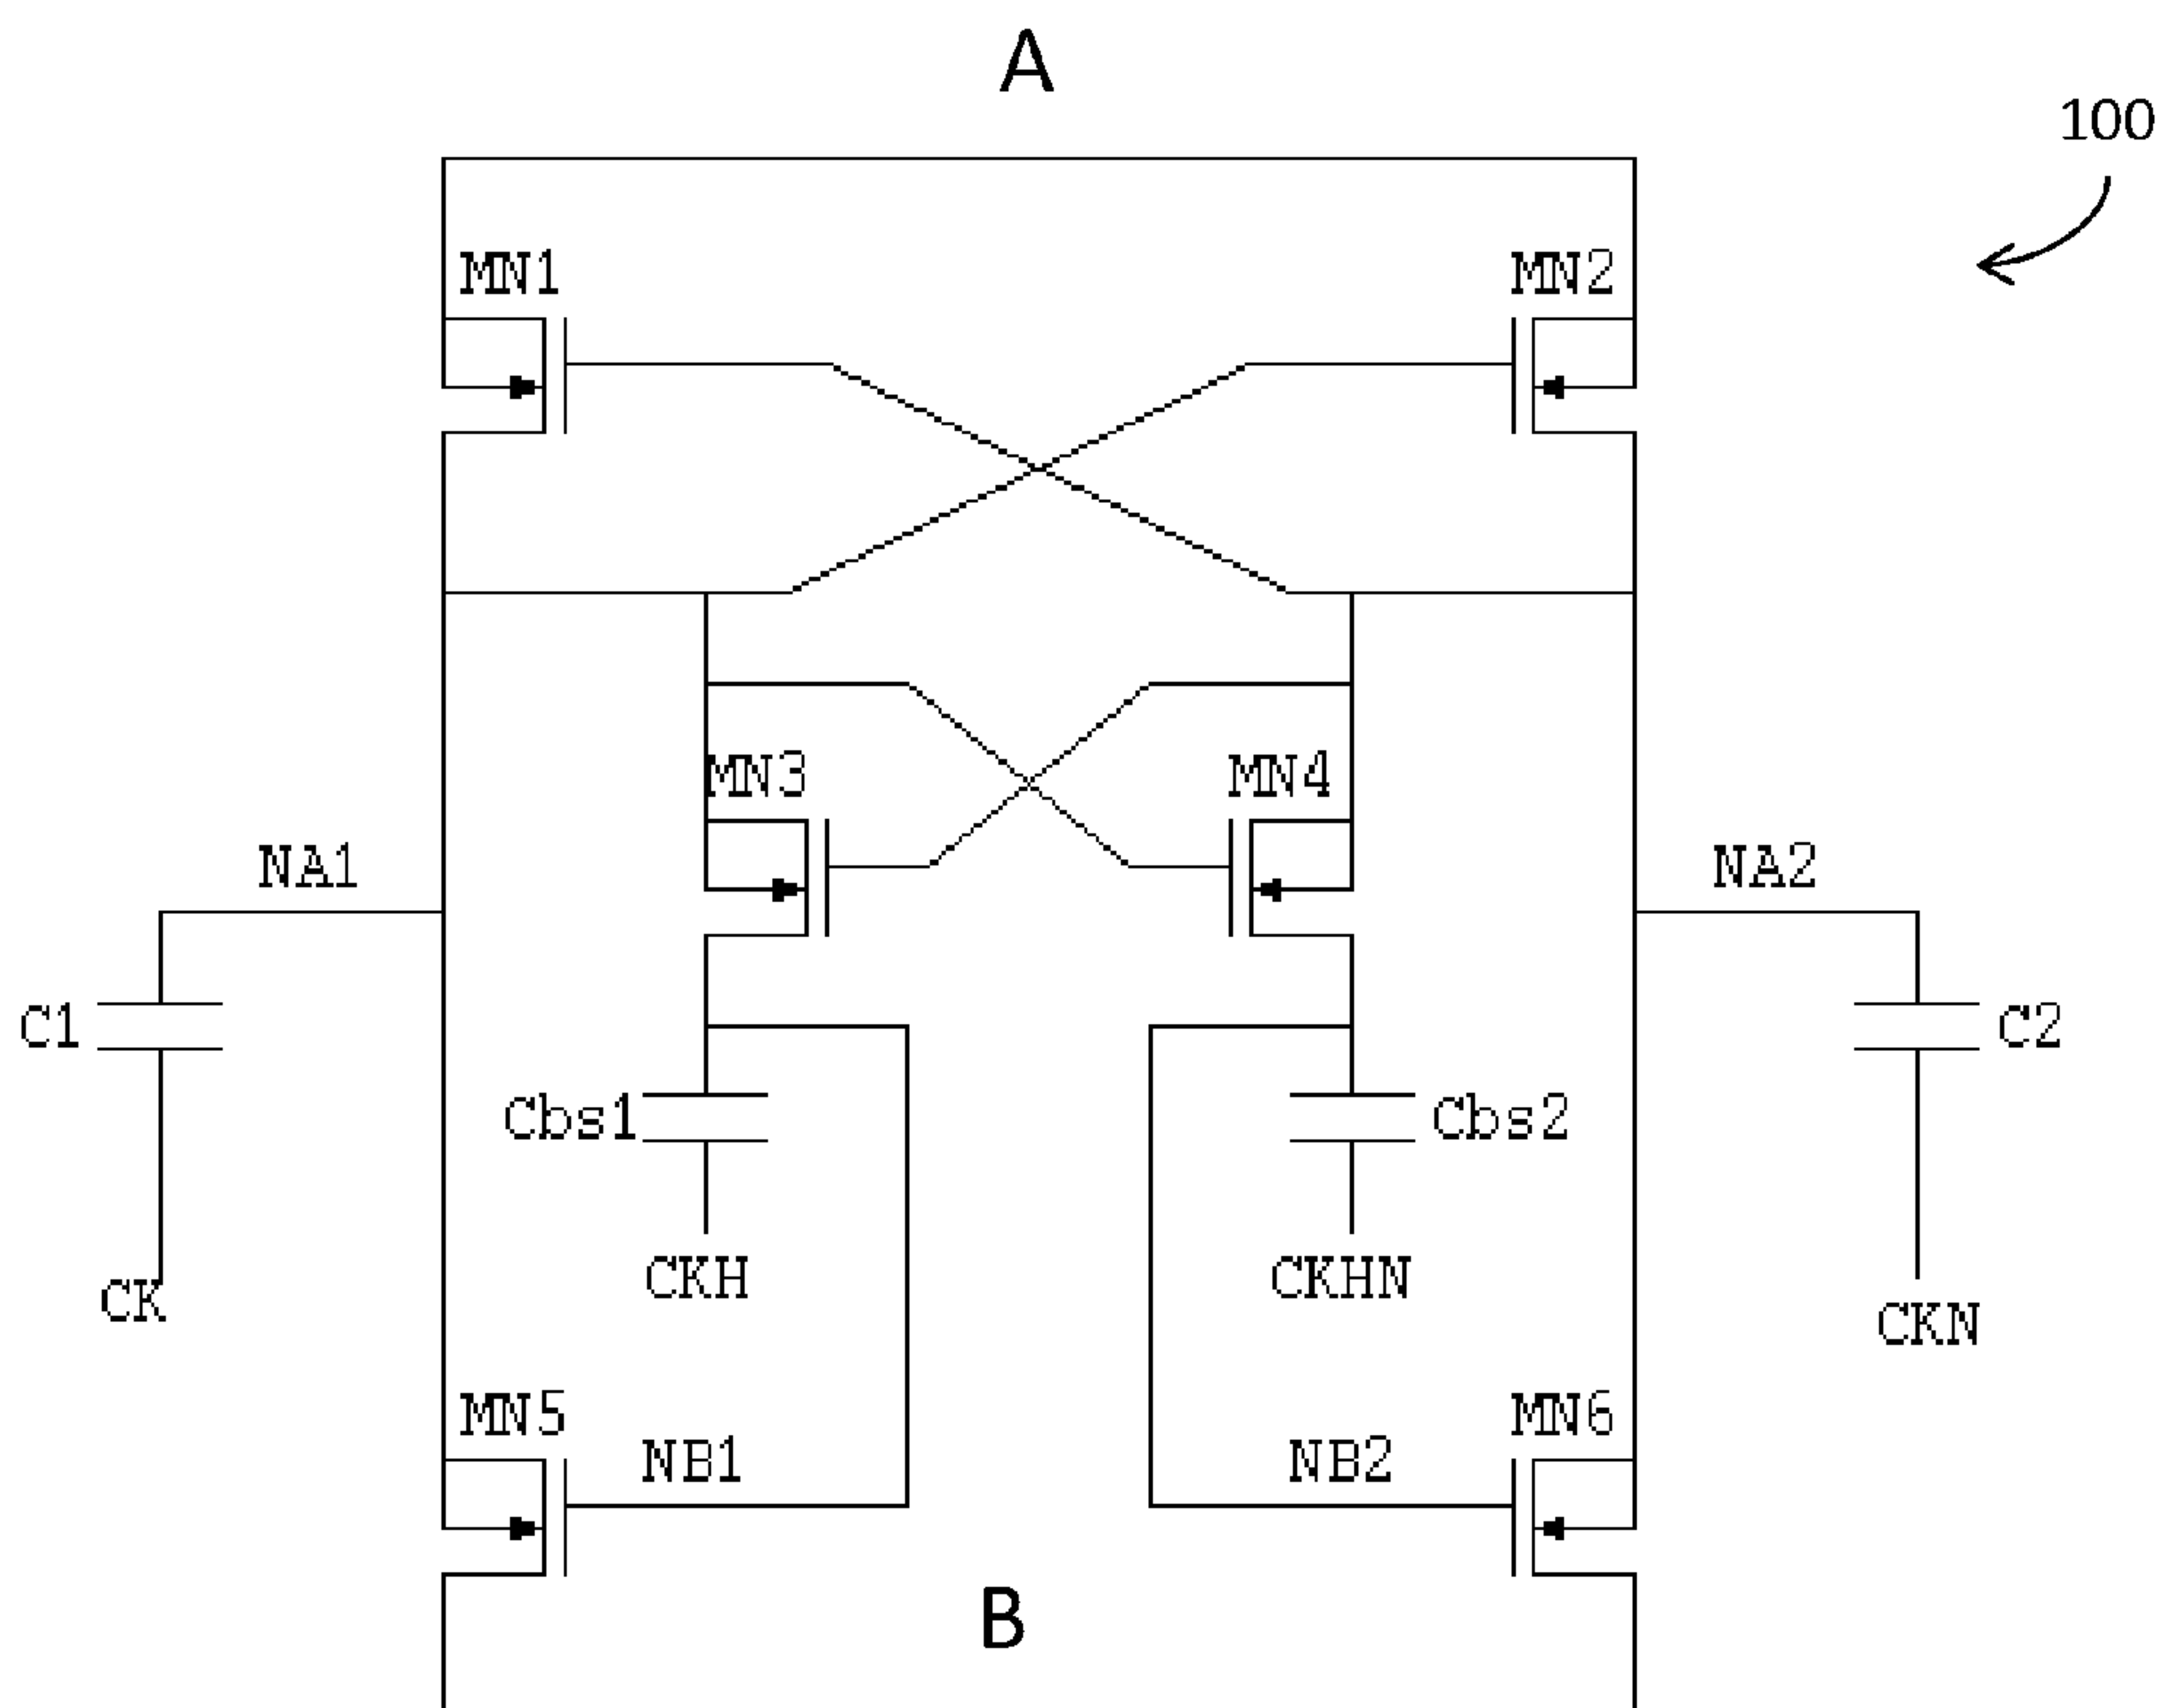 A
100
MN1
MN2
MN3
MN4
NA1
NA2
C1
C2
Cbs1
Cbs2
CKH
CKHN
CK
CKN
MN5
MN6
NB1
NB2
B